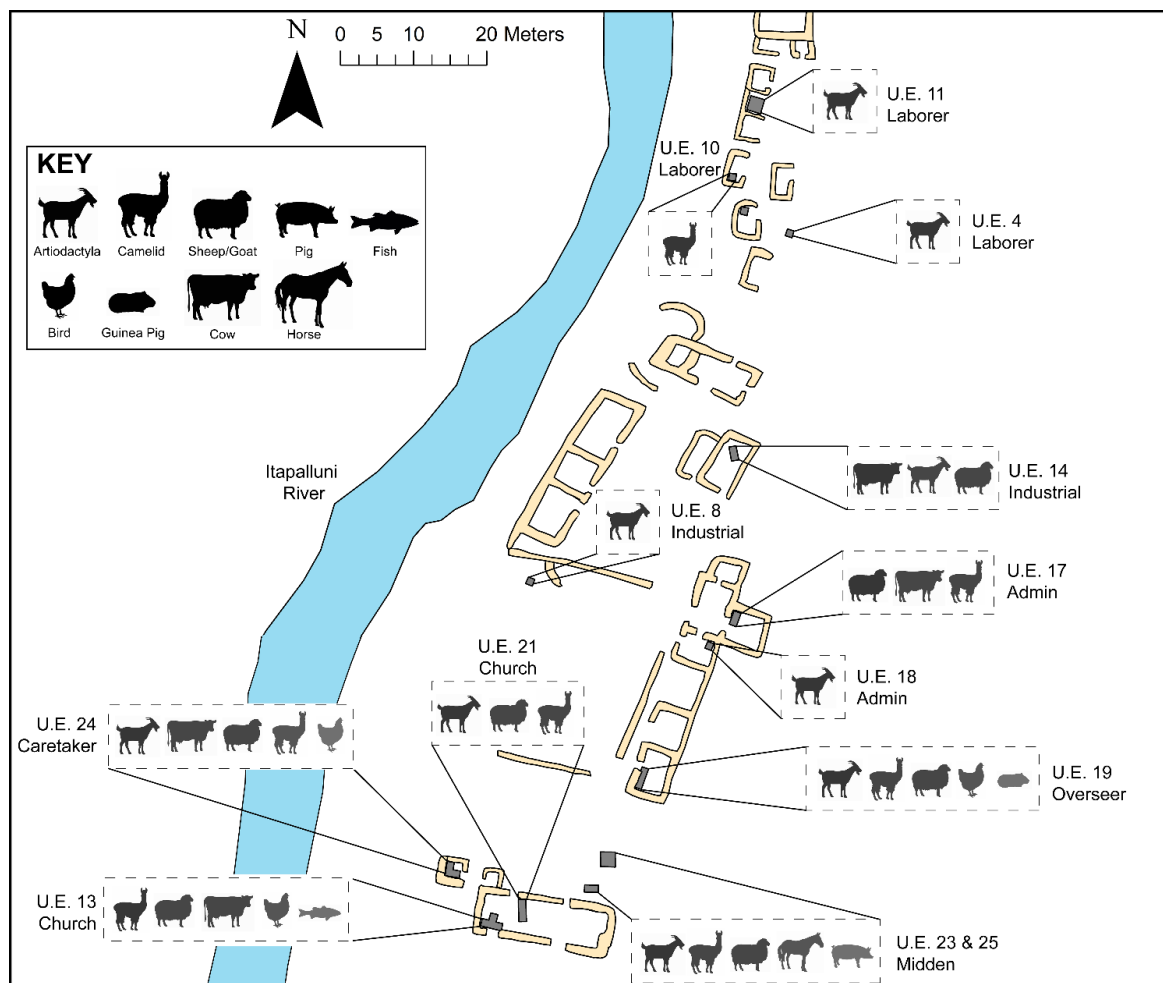 N
0 10 20 Meters
KEY
Artiodactyla Camelid Sheep/Goat Pig Fish
Bird Guinea Pig Cow Horse
U.E. 11
Laborer
U.E. 10
Laborer
U.E. 4
Laborer
Itapalluni
River
U.E. 14
Industrial
U.E. 8
Industrial
U.E. 17
Admin
U.E. 21
Church
U.E. 18
Admin
U.E. 24
Caretaker
U.E. 19
Overseer
U.E. 13
Church
U.E. 23 & 25
Midden